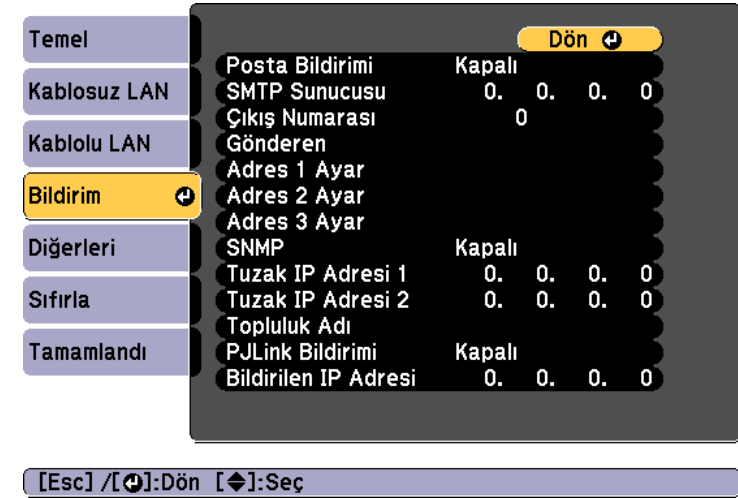 Temel
Kablosuz LAN
Kablolu LAN
Bildirim
Diğerleri
Sıfırla
Tamamlandı
Dön
Posta Bildirimi Kapalı
SMTP Sunucusu 0. 0. 0. 0
Çıkış Numarası 0
Gönderen
Adres 1 Ayar
Adres 2 Ayar
Adres 3 Ayar
SNMP Kapalı
Tuzak IP Adresi 1 0. 0. 0. 0
Tuzak IP Adresi 2 0. 0. 0. 0
Topluluk Adı
PJLink Bildirimi Kapalı
Bildirilen IP Adresi 0. 0. 0. 0
[Esc] /[⏎]:Dön [◆]:Seç